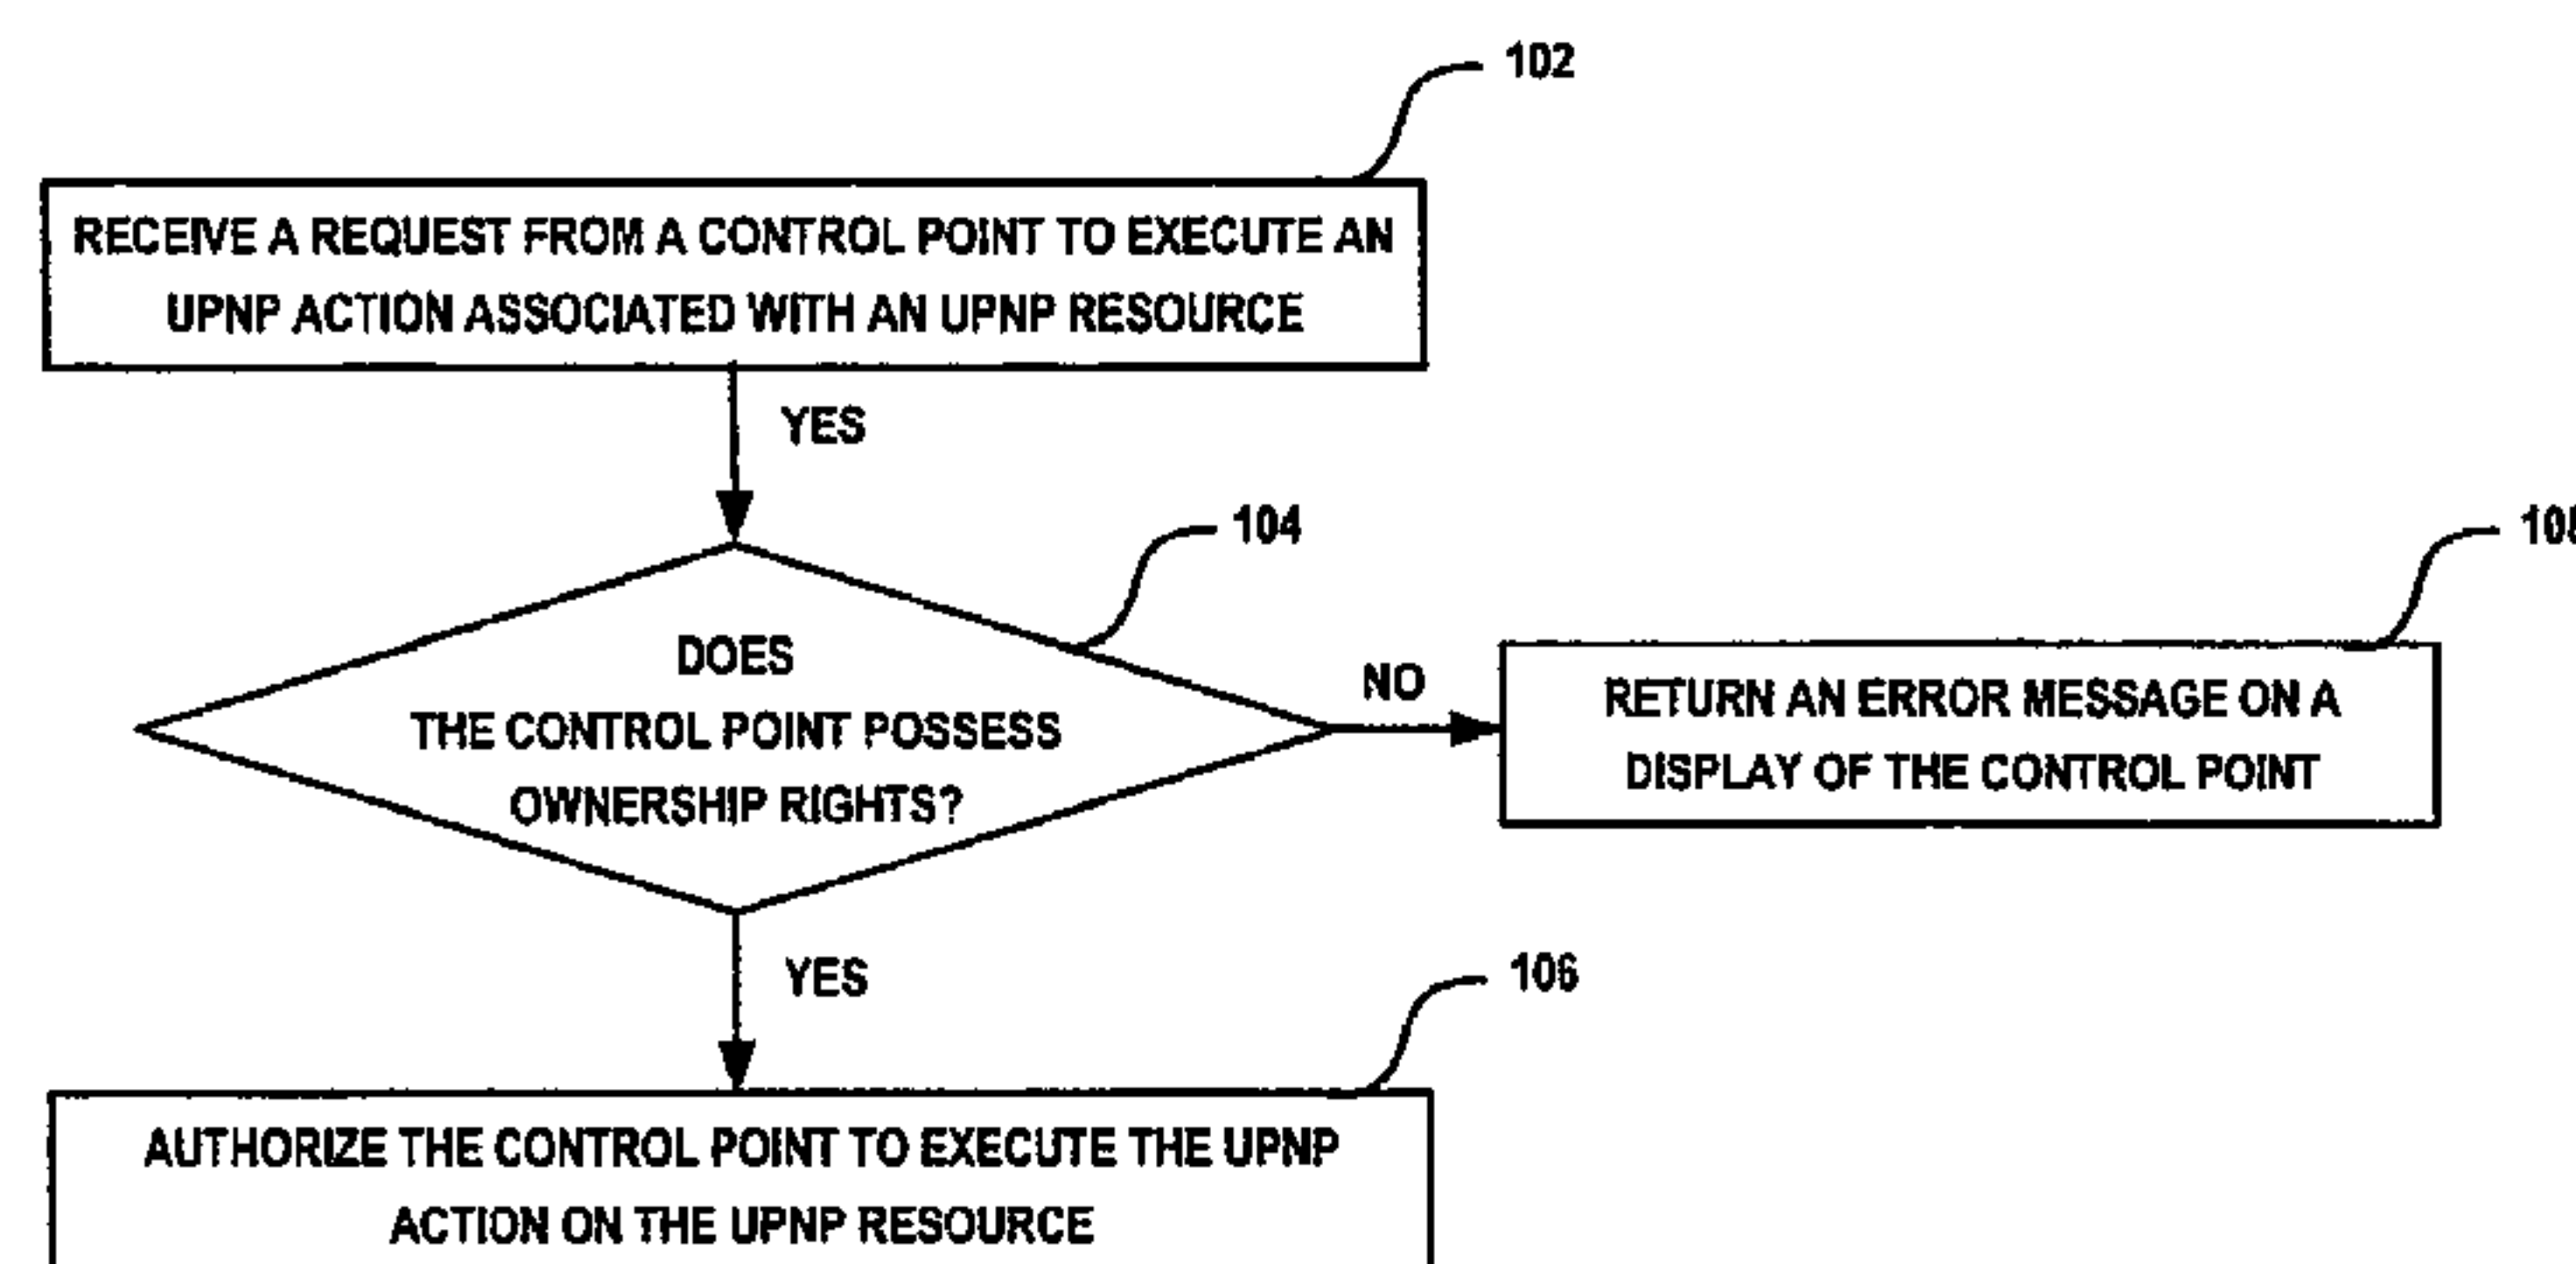 102
RECEIVE A REQUEST FROM A CONTROL POINT TO EXECUTE AN
UPNP ACTION ASSOCIATED WITH AN UPNP RESOURCE
YES
104
DOES
THE CONTROL POINT POSSESS
OWNERSHIP RIGHTS?
NO
RETURN AN ERROR MESSAGE ON A
DISPLAY OF THE CONTROL POINT
YES
106
AUTHORIZE THE CONTROL POINT TO EXECUTE THE UPNP
ACTION ON THE UPNP RESOURCE